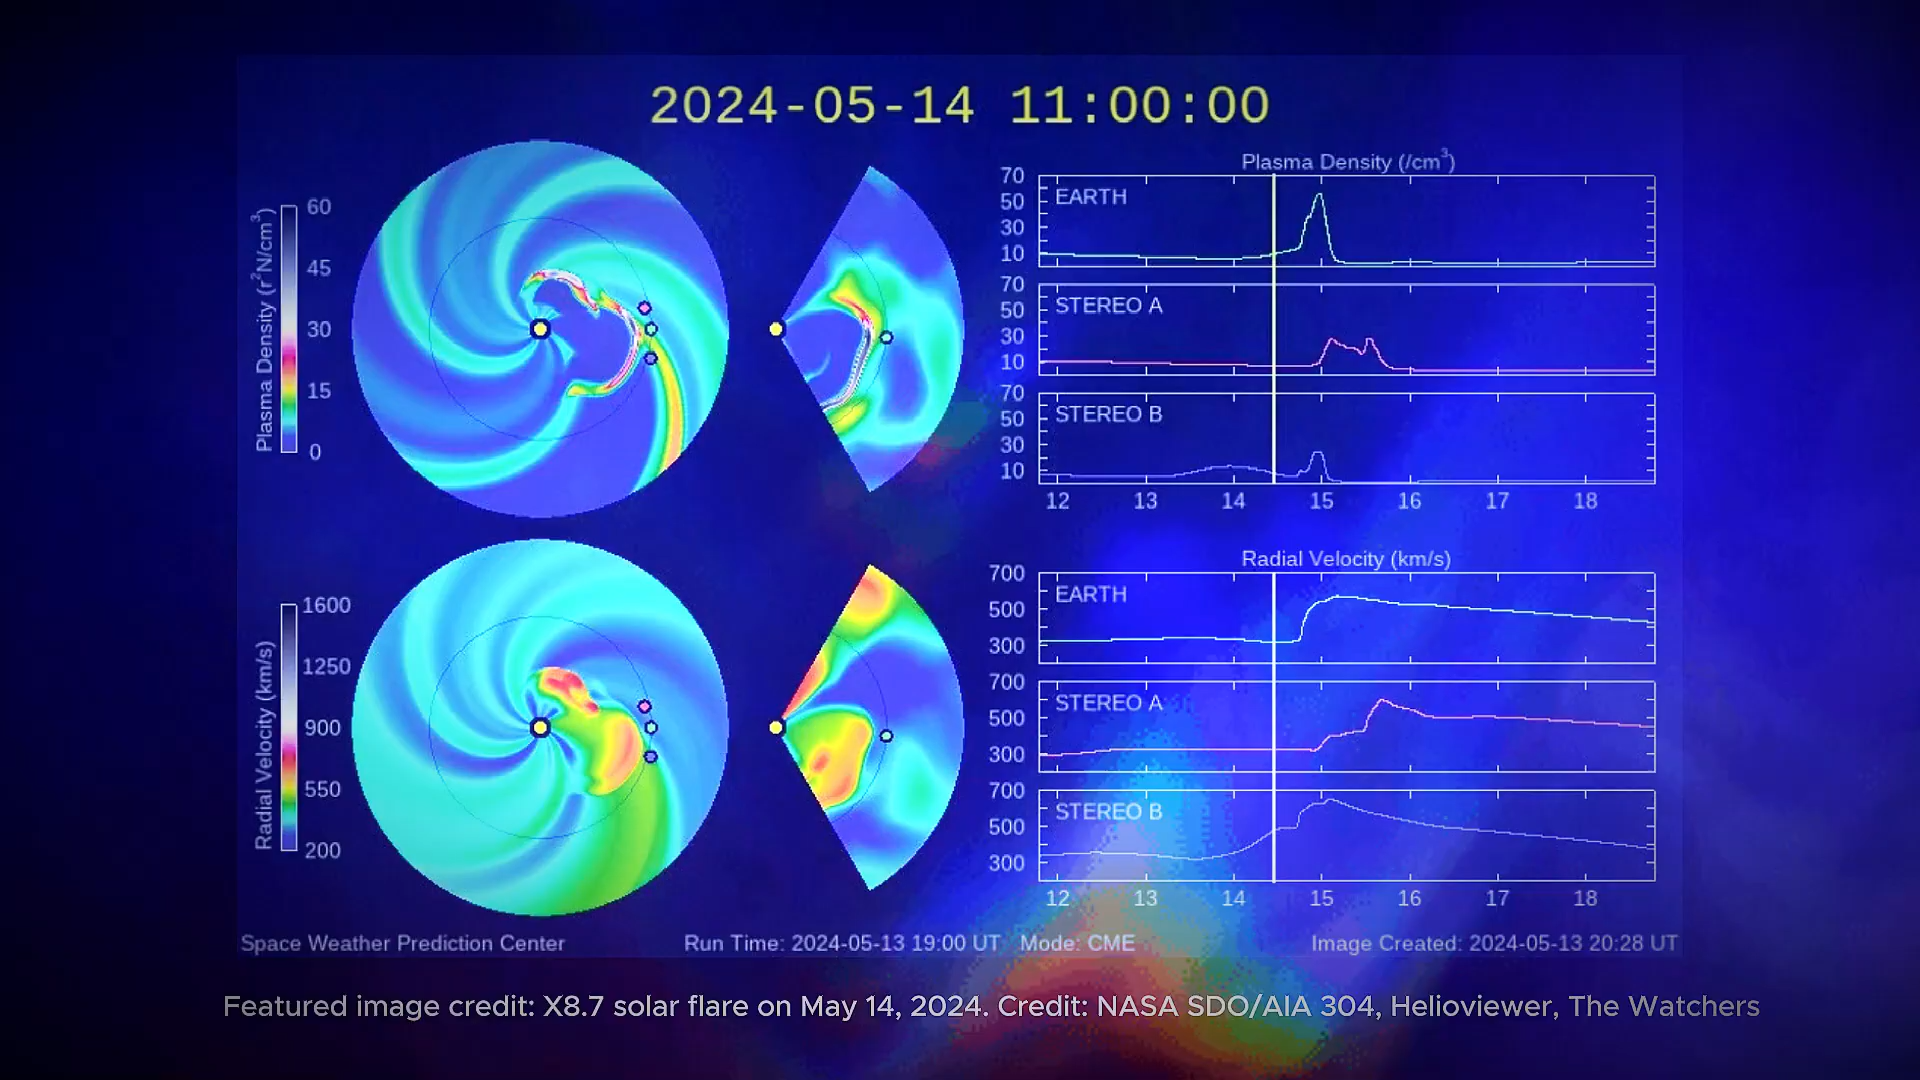 2024-05-14 11:00:00
Plasma Density (r²N/cm³)
60
45
30
15
0
Plasma Density (/cm³)
70
50
30
10
EARTH
70
50
30
10
STEREO A
70
50
30
10
STEREO B
12 13 14 15 16 17 18
Radial Velocity (km/s)
1600
1250
900
550
200
Radial Velocity (km/s)
700
500
300
EARTH
700
500
300
STEREO A
700
500
300
STEREO B
12 13 14 15 16 17 18
Space Weather Prediction Center Run Time: 2024-05-13 19:00 UT Mode: CME Image Created: 2024-05-13 20:28 UT
Featured image credit: X8.7 solar flare on May 14, 2024. Credit: NASA SDO/AIA 304, Helioviewer, The Watchers